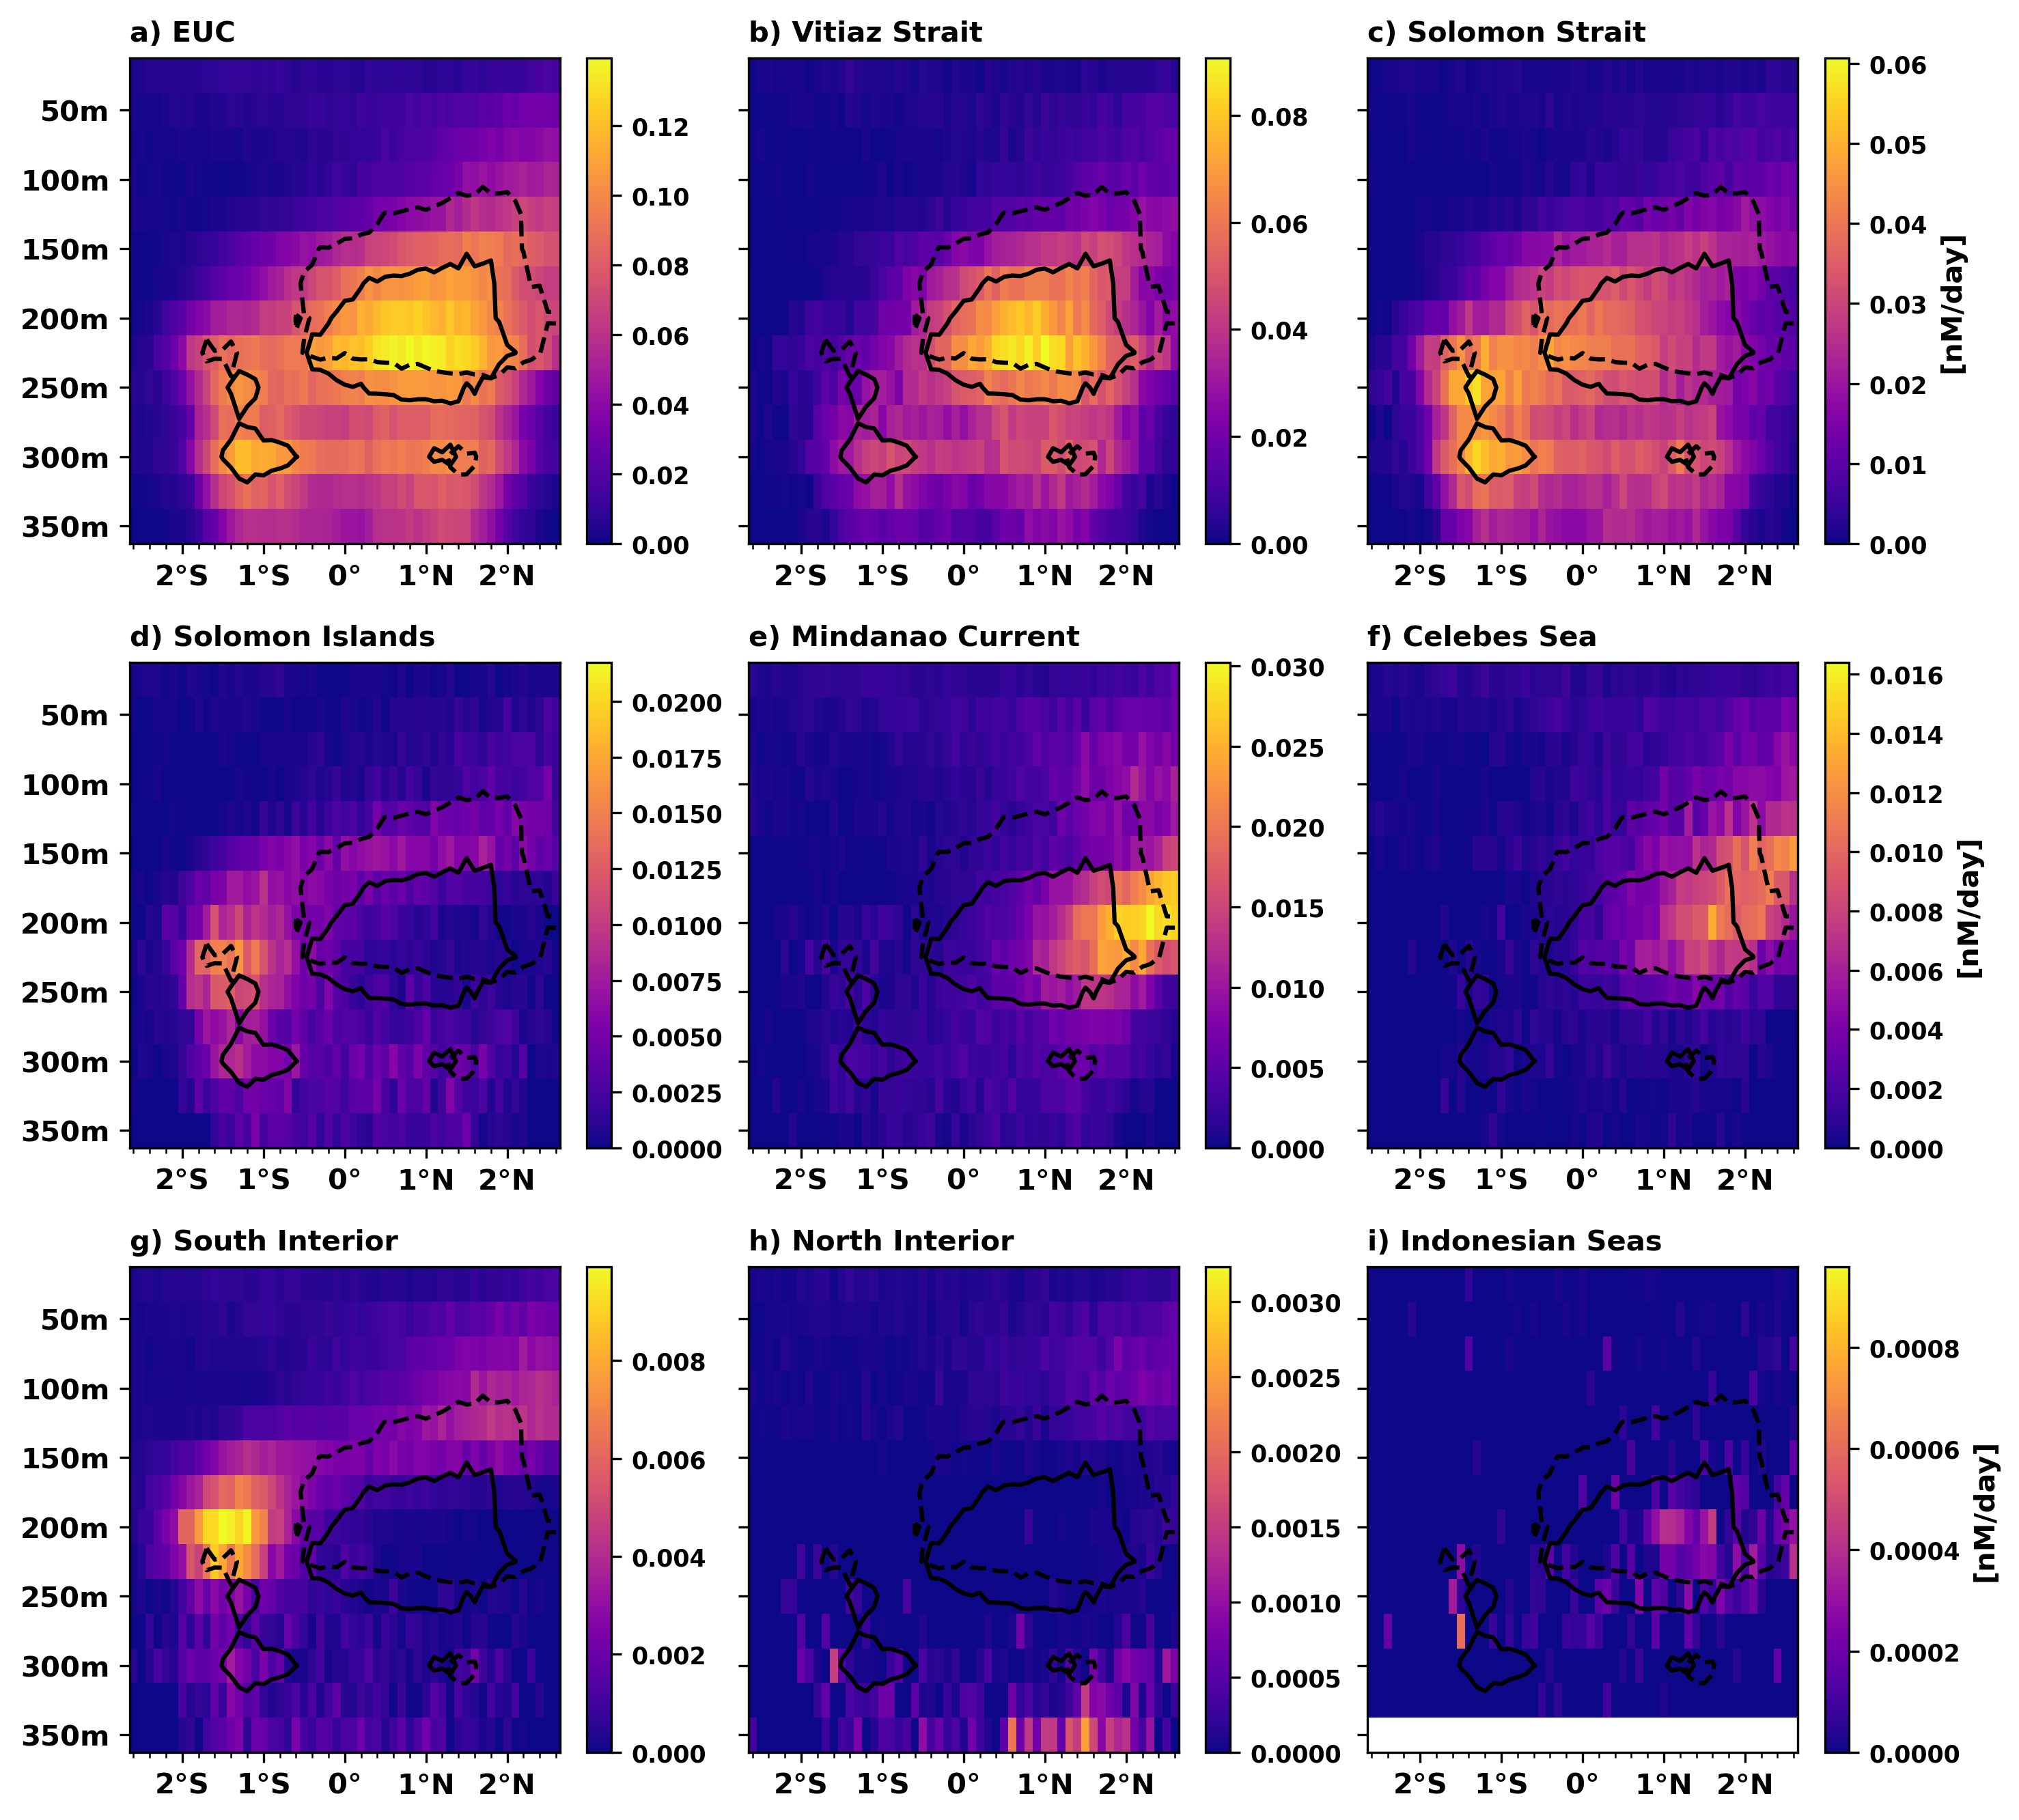 a) EUC
b) Vitiaz Strait
c) Solomon Strait
50m
100m
150m
200m
250m
300m
350m
0.12
0.10
0.08
0.06
0.04
0.02
0.00
0.08
0.06
0.04
0.02
0.00
0.06
0.05
0.04
0.03
0.02
0.01
0.00
[nM/day]
2°S 1°S 0° 1°N 2°N
2°S 1°S 0° 1°N 2°N
2°S 1°S 0° 1°N 2°N
d) Solomon Islands
e) Mindanao Current
f) Celebes Sea
50m
100m
150m
200m
250m
300m
350m
0.0200
0.0175
0.0150
0.0125
0.0100
0.0075
0.0050
0.0025
0.0000
0.030
0.025
0.020
0.015
0.010
0.005
0.000
0.016
0.014
0.012
0.010
0.008
0.006
0.004
0.002
0.000
[nM/day]
2°S 1°S 0° 1°N 2°N
2°S 1°S 0° 1°N 2°N
2°S 1°S 0° 1°N 2°N
g) South Interior
h) North Interior
i) Indonesian Seas
50m
100m
150m
200m
250m
300m
350m
0.008
0.006
0.004
0.002
0.000
0.0030
0.0025
0.0020
0.0015
0.0010
0.0005
0.0000
0.0008
0.0006
0.0004
0.0002
0.0000
[nM/day]
2°S 1°S 0° 1°N 2°N
2°S 1°S 0° 1°N 2°N
2°S 1°S 0° 1°N 2°N